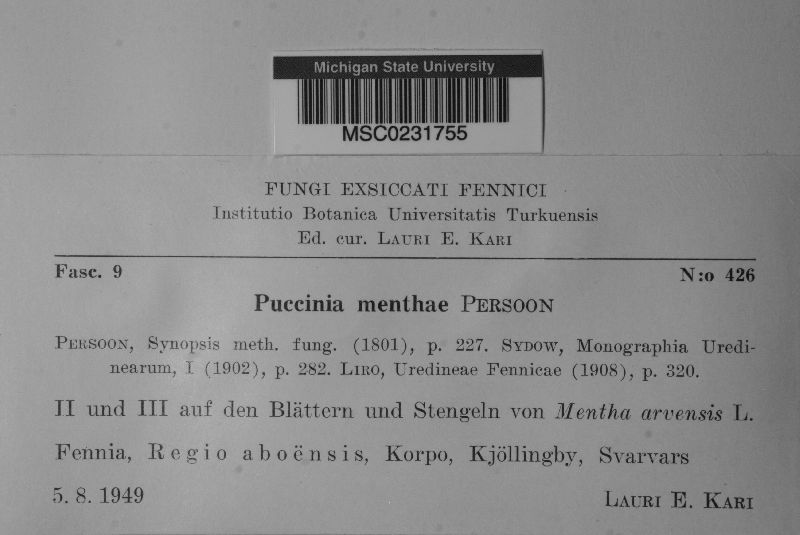 Michigan State University
MSC0231755
FUNGI EXSICCATI FENNICI
Institutio Botanica Universitatis Turkuensis
Ed. cur. LAURI E. KARI
Fasc. 9 N:o 426
Puccinia menthae PERSOON
PERSOON, Synopsis meth. fung. (1801), p. 227. SYDOW, Monographia Uredi-
nearum, I (1902), p. 282. LIRO, Uredineae Fennicae (1908), p. 320.
II und III auf den Blättern und Stengeln von Mentha arvensis L.
Fennia, Regio aboënsis, Korpo, Kjöllingby, Svarvars
5. 8. 1949 LAURI E. KARI